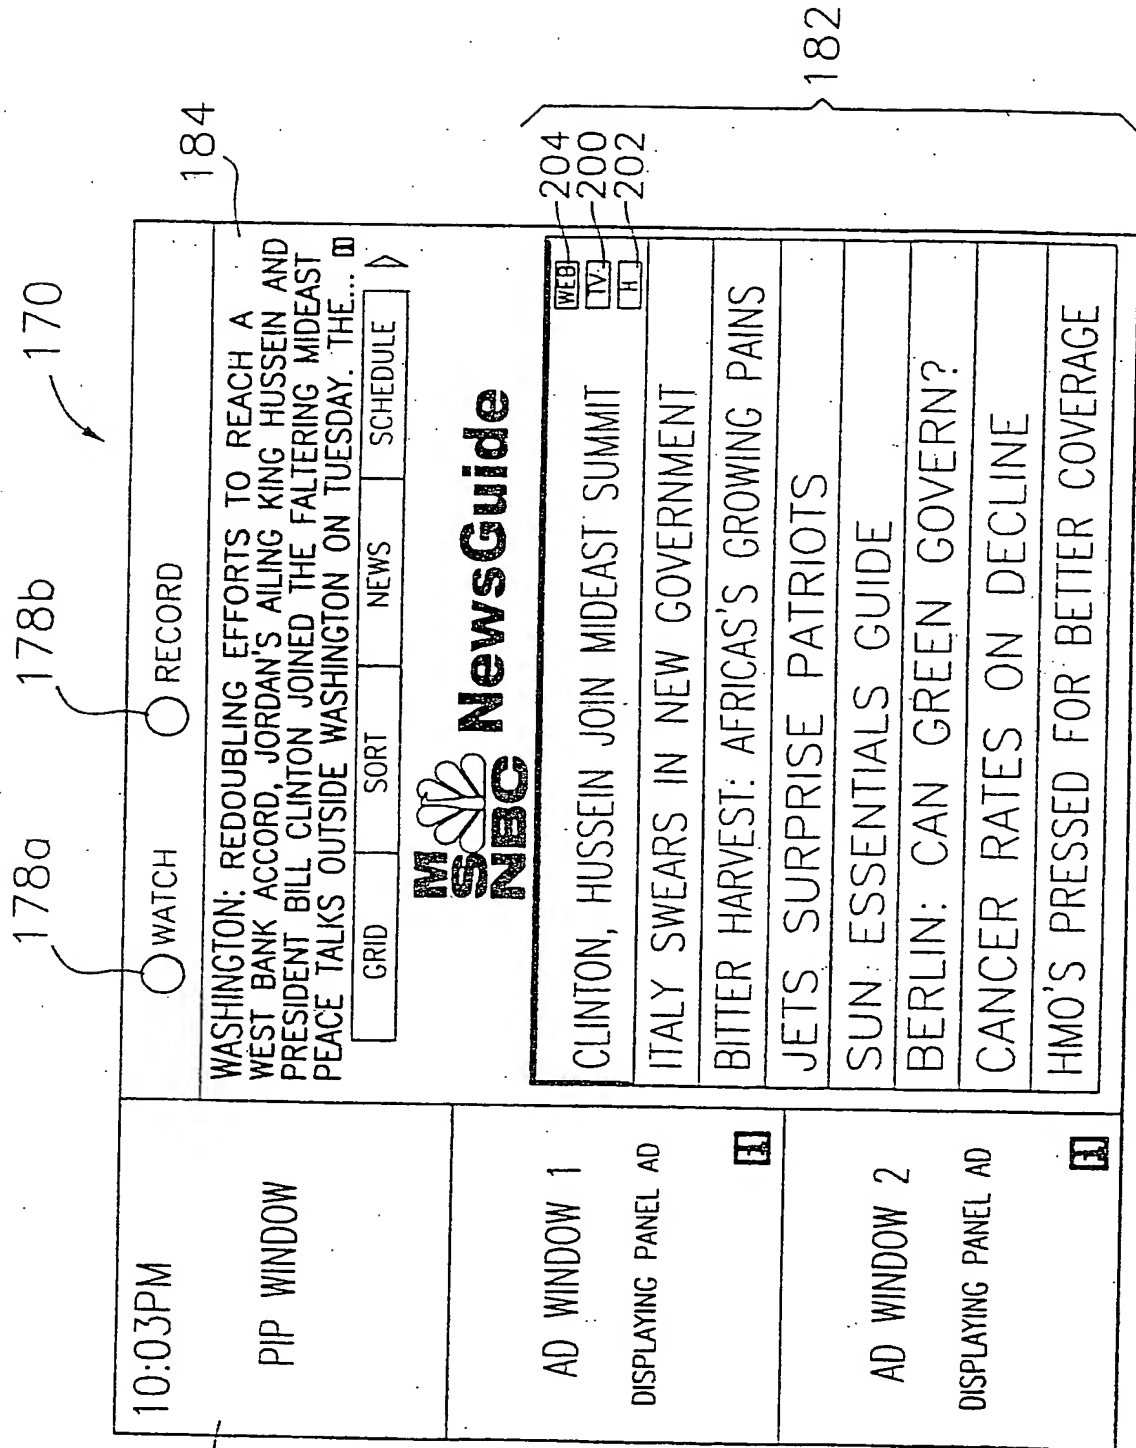 170
178a
178b
184
10:03PM
WATCH
RECORD
PIP WINDOW
WASHINGTON: REDOUBLING EFFORTS TO REACH A
WEST BANK ACCORD, JORDAN'S AILING KING HUSSEIN AND
PRESIDENT BILL CLINTON JOINED THE FALTERING MIDEAST
PEACE TALKS OUTSIDE WASHINGTON ON TUESDAY. THE... i
GRID
SORT
NEWS
SCHEDULE
AD WINDOW 1
DISPLAYING PANEL AD
i
AD WINDOW 2
DISPLAYING PANEL AD
i
MSNBC NewsGuide
CLINTON, HUSSEIN JOIN MIDEAST SUMMIT
WEB
TV
H
204
200
202
ITALY SWEARS IN NEW GOVERNMENT
BITTER HARVEST: AFRICAS'S GROWING PAINS
JETS SURPRISE PATRIOTS
SUN: ESSENTIALS GUIDE
BERLIN: CAN GREEN GOVERN?
CANCER RATES ON DECLINE
HMO'S PRESSED FOR BETTER COVERAGE
182